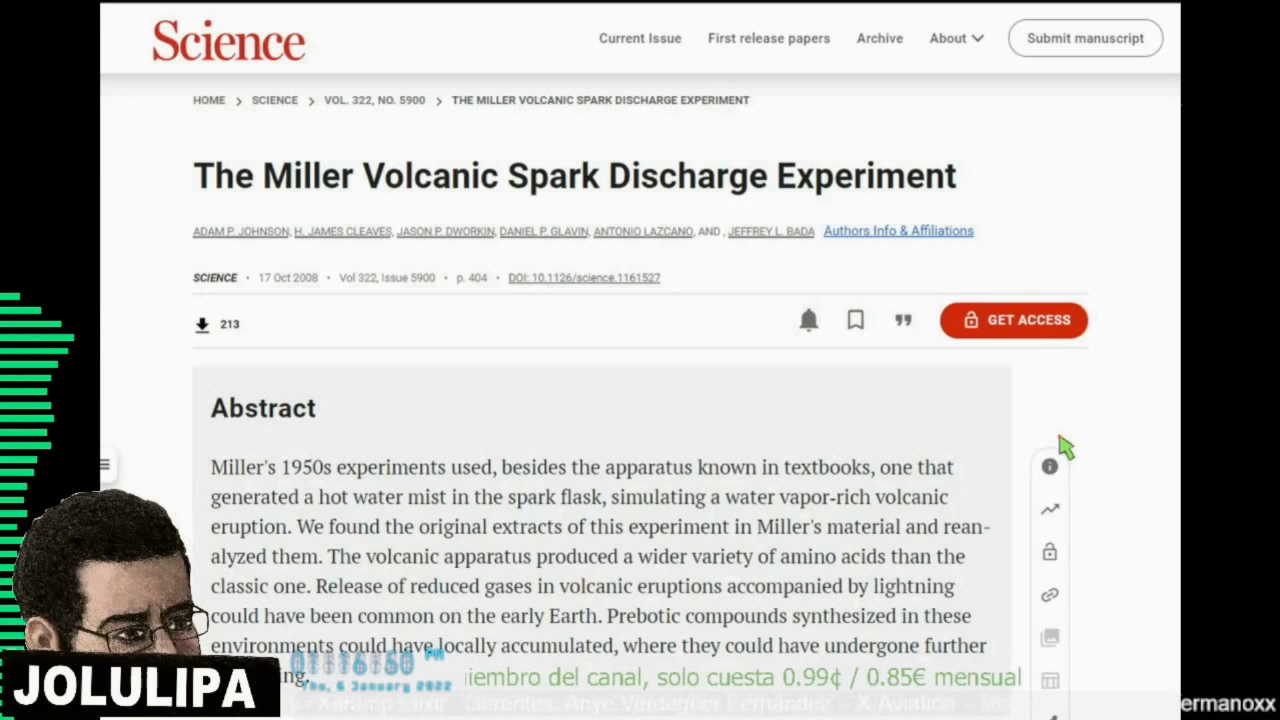 Science
Current Issue First release papers Archive About Submit manuscript
HOME > SCIENCE > VOL. 322, NO. 5900 > THE MILLER VOLCANIC SPARK DISCHARGE EXPERIMENT
The Miller Volcanic Spark Discharge Experiment
ADAM P. JOHNSON, H. JAMES CLEAVES, JASON P. DWORKIN, DANIEL P. GLAVIN, ANTONIO LAZCANO, AND , JEFFREY L. BADA Authors Info & Affiliations
SCIENCE • 17 Oct 2008 • Vol 322, Issue 5900 • p. 404 • DOI: 10.1126/science.1161527
213
GET ACCESS
Abstract
Miller's 1950s experiments used, besides the apparatus known in textbooks, one that
generated a hot water mist in the spark flask, simulating a water vapor-rich volcanic
eruption. We found the original extracts of this experiment in Miller's material and rean-
alyzed them. The volcanic apparatus produced a wider variety of amino acids than the
classic one. Release of reduced gases in volcanic eruptions accompanied by lightning
could have been common on the early Earth. Prebotic compounds synthesized in these
environments could have locally accumulated, where they could have undergone further
ng.
PM
Thu, 6 January 2022
iembro del canal, solo cuesta 0.99¢ / 0.85€ mensual
JOLULIPA
ermanoxx